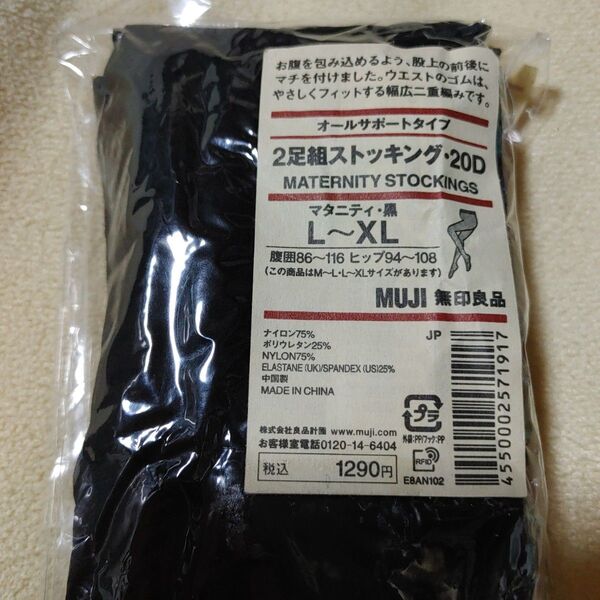 お腹を包み込めるよう、股上の前後に
マチを付けました。ウエストのゴムは、
やさしくフィットする幅広二重編みです。
オールサポートタイプ
2足組ストッキング・20D
MATERNITY STOCKINGS
マタニティ・黒
L〜XL
腹囲86〜116 ヒップ94〜108
(この商品はM〜L・L〜XLサイズがあります)
MUJI 無印良品
ナイロン75%
ポリウレタン25%
NYLON75%
ELASTANE (UK)/SPANDEX (US)25%
中国製
MADE IN CHINA
JP
4550002571917
プラ
外袋:PP/フック:PP
RFID
E8AN102
株式会社良品計画 www.muji.com
お客様室電話0120-14-6404
税込 1290円